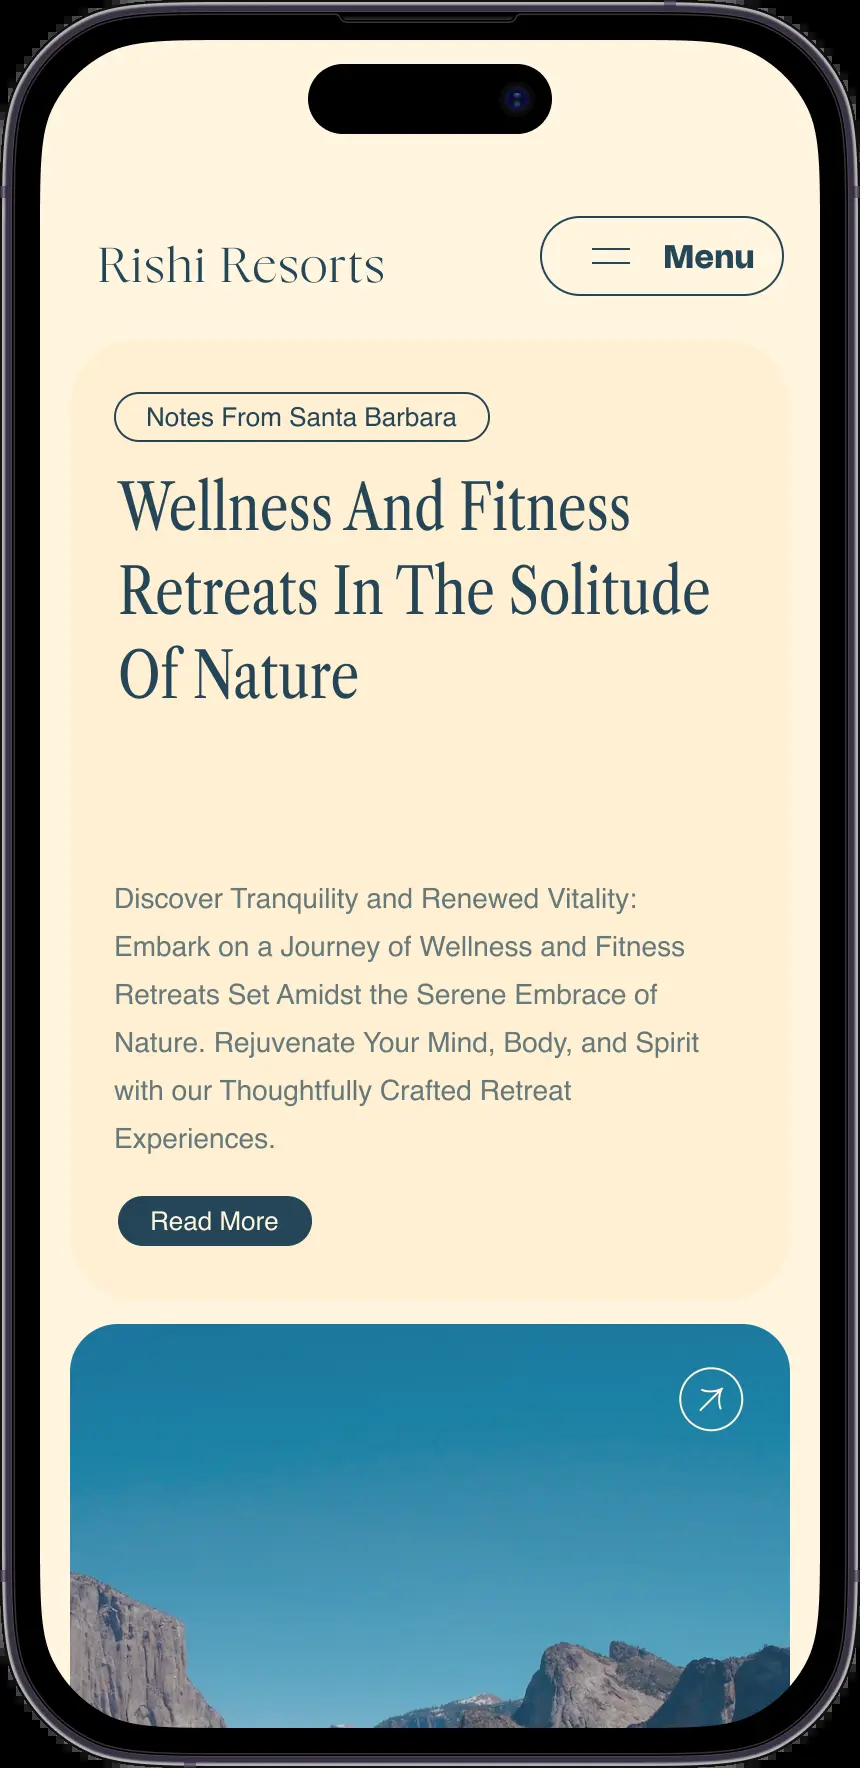 Rishi Resorts
Menu
Notes From Santa Barbara
Wellness And Fitness
Retreats In The Solitude
Of Nature
Discover Tranquility and Renewed Vitality:
Embark on a Journey of Wellness and Fitness
Retreats Set Amidst the Serene Embrace of
Nature. Rejuvenate Your Mind, Body, and Spirit
with our Thoughtfully Crafted Retreat
Experiences.
Read More